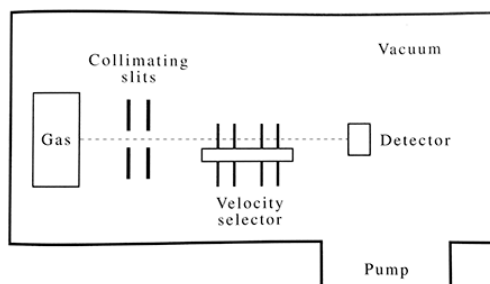 Vacuum
Collimating
slits
Gas
Detector
Velocity
selector
Pump